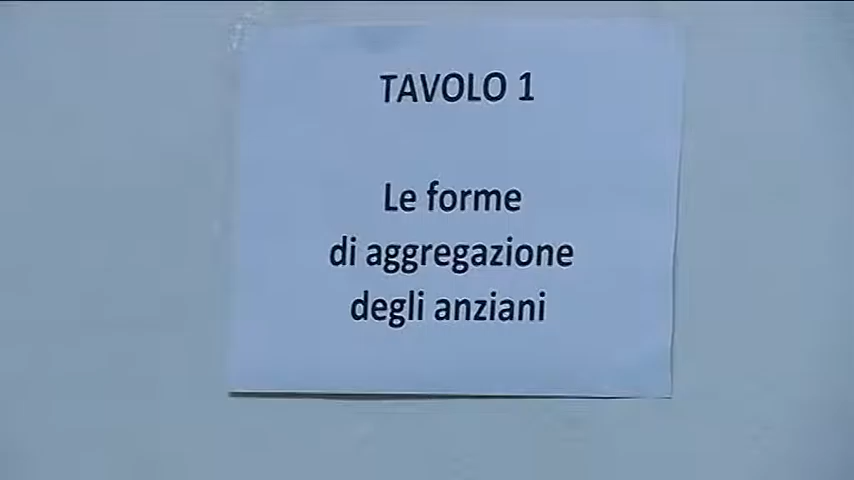 TAVOLO 1
Le forme
di aggregazione
degli anziani